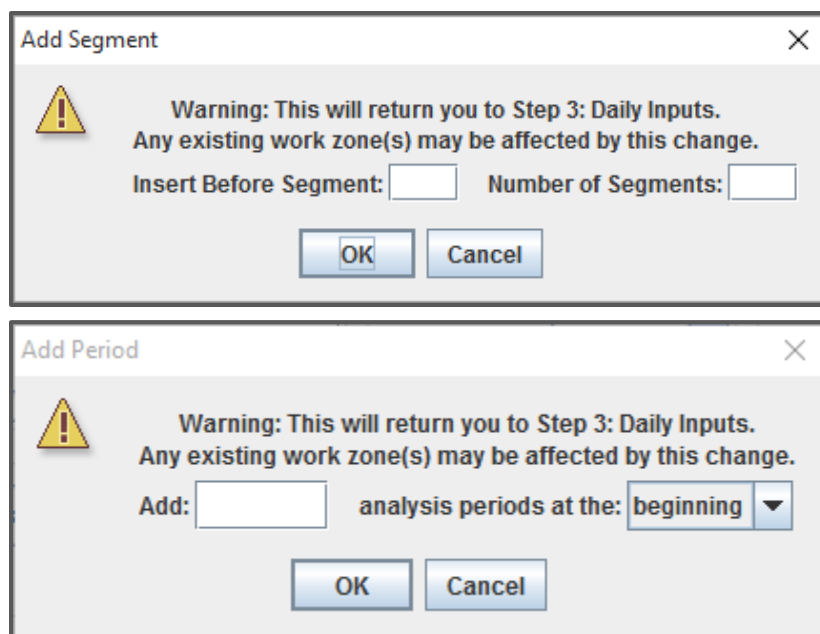 Add Segment
Warning: This will return you to Step 3: Daily Inputs.
Any existing work zone(s) may be affected by this change.
Insert Before Segment: Number of Segments:
OK Cancel
Add Period
Warning: This will return you to Step 3: Daily Inputs.
Any existing work zone(s) may be affected by this change.
Add: analysis periods at the: beginning
OK Cancel